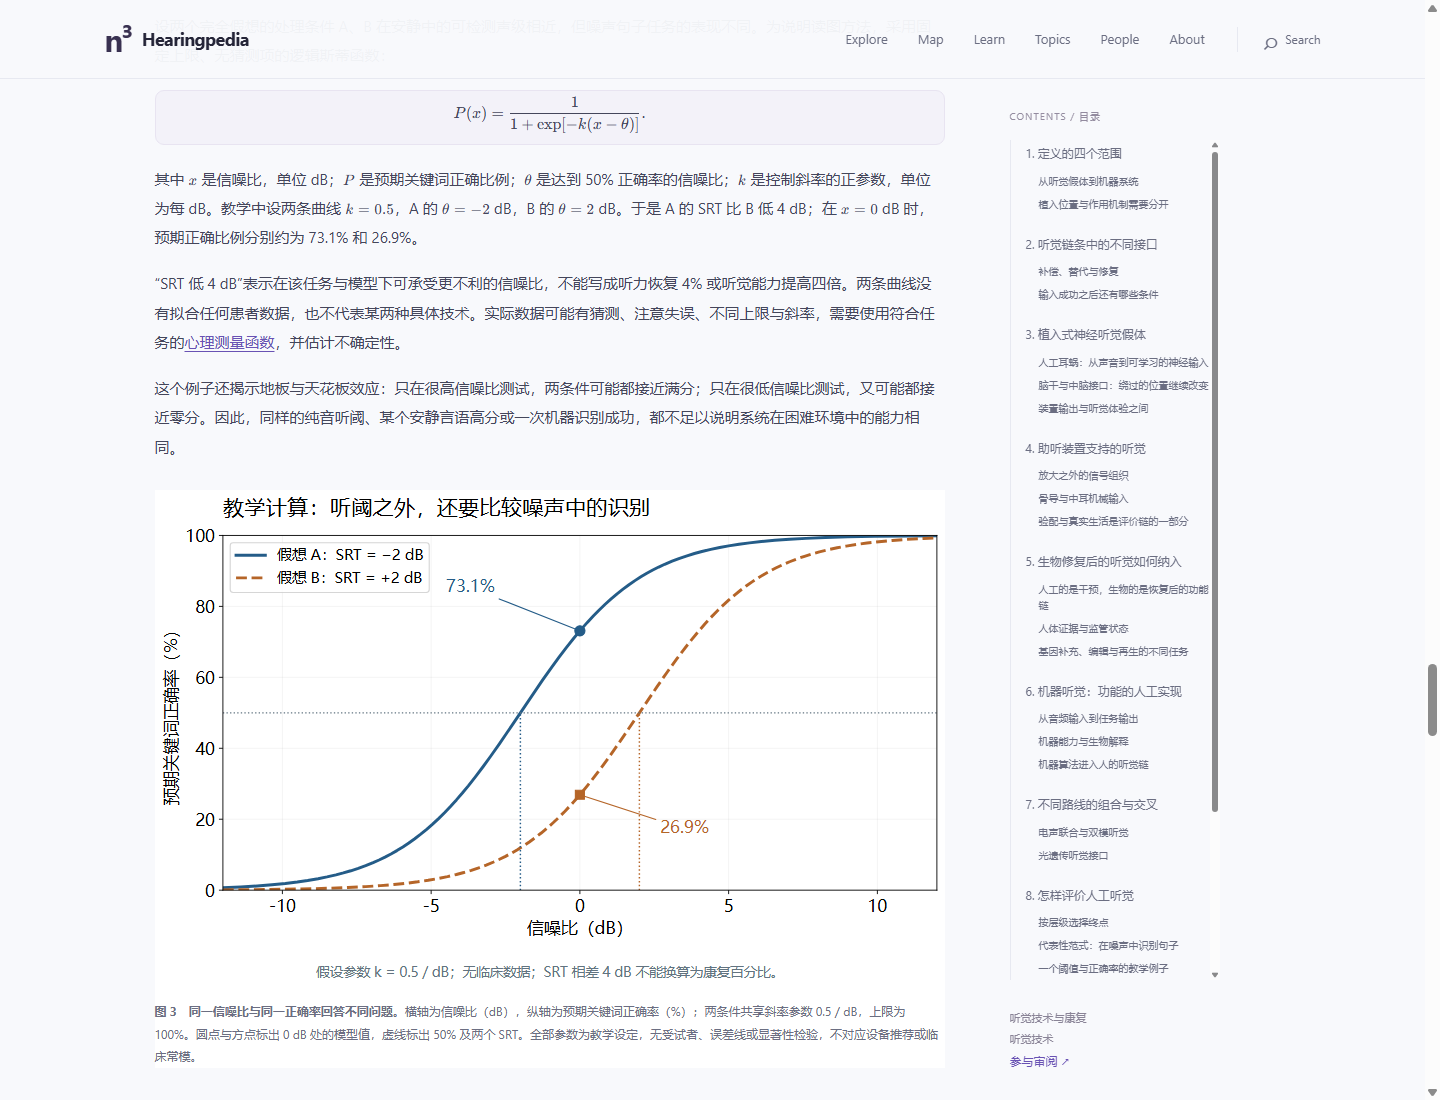 n³ Hearingpedia
Explore Map Learn Topics People About Search
P(x) = 1 / (1 + exp[−k(x − θ)]).
其中 x 是信噪比，单位 dB；P 是预期关键词正确比例；θ 是达到 50% 正确率的信噪比；k 是控制斜率的正参数，单位
为每 dB。教学中设两条曲线 k = 0.5，A 的 θ = −2 dB，B 的 θ = 2 dB。于是 A 的 SRT 比 B 低 4 dB；在 x = 0 dB 时，
预期正确比例分别约为 73.1% 和 26.9%。
“SRT 低 4 dB”表示在该任务与模型下可承受更不利的信噪比，不能写成听力恢复 4% 或听觉能力提高四倍。两条曲线没
有拟合任何患者数据，也不代表某两种具体技术。实际数据可能有猜测、注意失误、不同上限与斜率，需要使用符合任
务的心理测量函数，并估计不确定性。
这个例子还揭示地板与天花板效应：只在很高信噪比测试，两条件可能都接近满分；只在很低信噪比测试，又可能都接
近零分。因此，同样的纯音听阈、某个安静言语高分或一次机器识别成功，都不足以说明系统在困难环境中的能力相
同。
教学计算：听阈之外，还要比较噪声中的识别
假想 A：SRT = −2 dB
假想 B：SRT = +2 dB
73.1%
26.9%
预期关键词正确率（%）
100
80
60
40
20
0
-10 -5 0 5 10
信噪比（dB）
假设参数 k = 0.5 / dB；无临床数据；SRT 相差 4 dB 不能换算为康复百分比。
图 3 同一信噪比与同一正确率回答不同问题。横轴为信噪比（dB），纵轴为预期关键词正确率（%）；两条件共享斜率参数 0.5 / dB，上限为
100%。圆点与方点标出 0 dB 处的模型值，虚线标出 50% 及两个 SRT。全部参数为教学设定，无受试者、误差线或显著性检验，不对应设备推荐或临
床常模。
CONTENTS / 目录
1. 定义的四个范围
从听觉假体到机器系统
植入位置与作用机制需要分开
2. 听觉链条中的不同接口
补偿、替代与修复
输入成功之后还有哪些条件
3. 植入式神经听觉假体
人工耳蜗：从声音到可学习的神经输入
脑干与中脑接口：绕过的位置继续改变
装置输出与听觉体验之间
4. 助听装置支持的听觉
放大之外的信号组织
骨导与中耳机械输入
验配与真实生活是评价链的一部分
5. 生物修复后的听觉如何纳入
人工的是干预，生物的是恢复后的功能
链
人体证据与监管状态
基因补充、编辑与再生的不同任务
6. 机器听觉：功能的人工实现
从音频输入到任务输出
机器能力与生物解释
机器算法进入人的听觉链
7. 不同路线的组合与交叉
电声联合与双模听觉
光遗传听觉接口
8. 怎样评价人工听觉
按层级选择终点
代表性范式：在噪声中识别句子
一个阈值与正确率的教学例子
听觉技术与康复
听觉技术
参与审阅 ↗